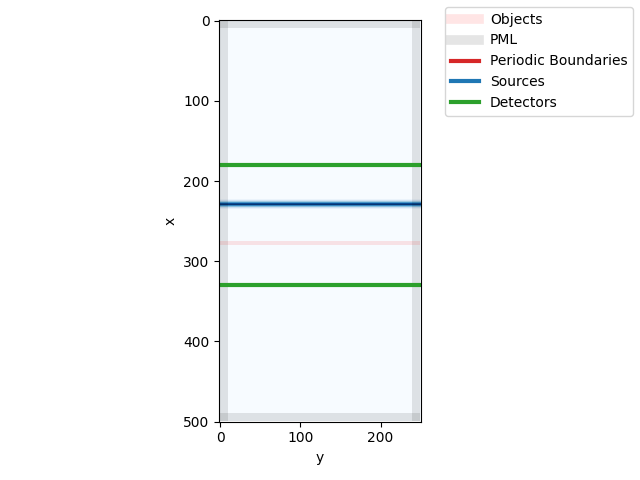 Objects
PML
Periodic Boundaries
Sources
Detectors
0
100
200
300
400
500
x
0 100 200
y